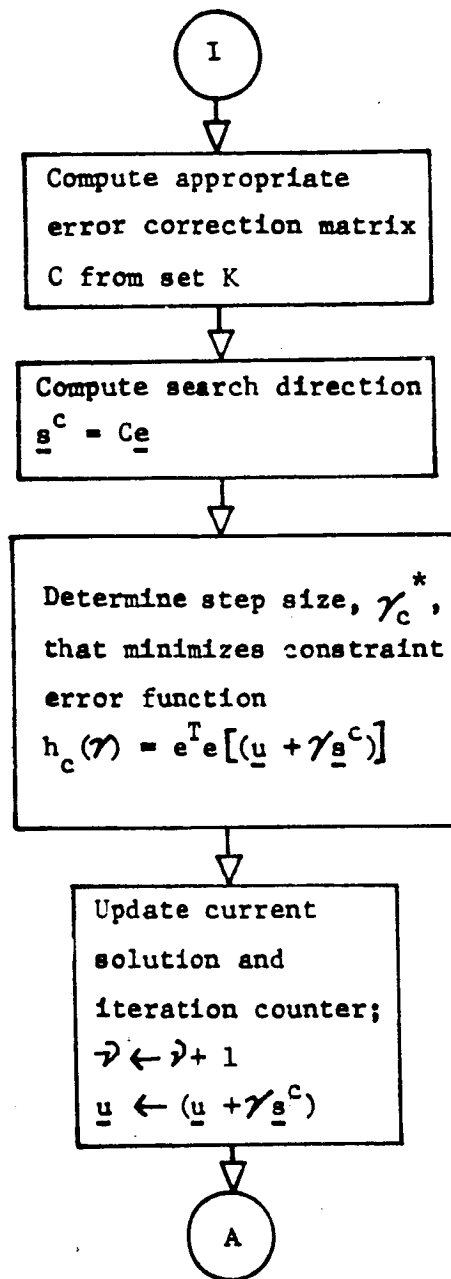 I
Compute appropriate
error correction matrix
C from set K
Compute search direction
s^c = Ce
Determine step size, γ_c^*,
that minimizes constraint
error function
h_c(γ) = e^T e[(u + γs^c)]
Update current
solution and
iteration counter;
ν ← ν + 1
u ← (u + γs^c)
A